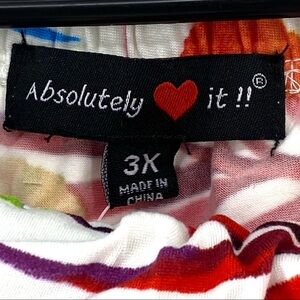 Absolutely ❤ it !! ®
3X
MADE IN
CHINA